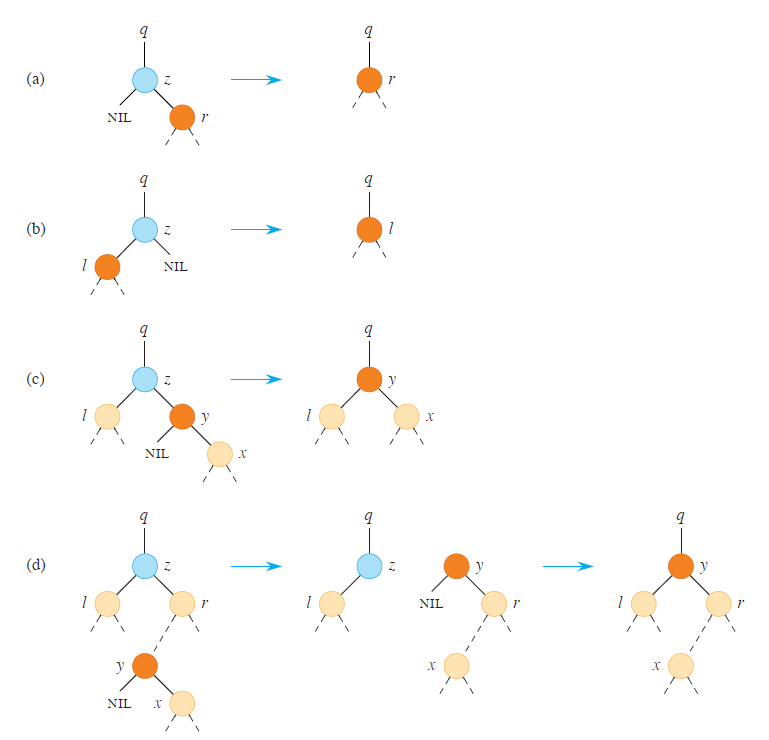 q q
(a) z r
NIL r
q q
(b) z l
l NIL
q q
(c) z y
l y l x
NIL x
q q q
(d) z z y y
l r l NIL r l r
y x x
NIL x